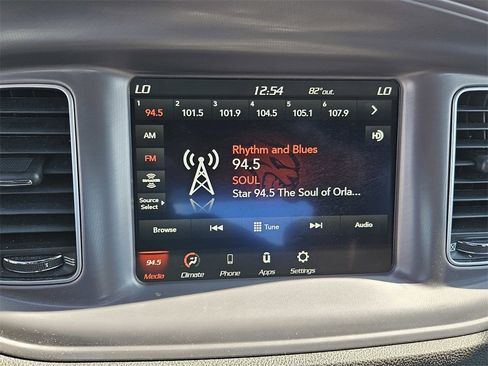 LO 12:54 82°out. LO
1 94.5 2 101.5 3 101.9 4 104.5 5 105.1 6 107.9
AM
HD
FM
Rhythm and Blues
94.5
SOUL
Star 94.5 The Soul of Orla...
Source
Select
Browse Tune Audio
94.5
Media Climate Phone Apps Settings